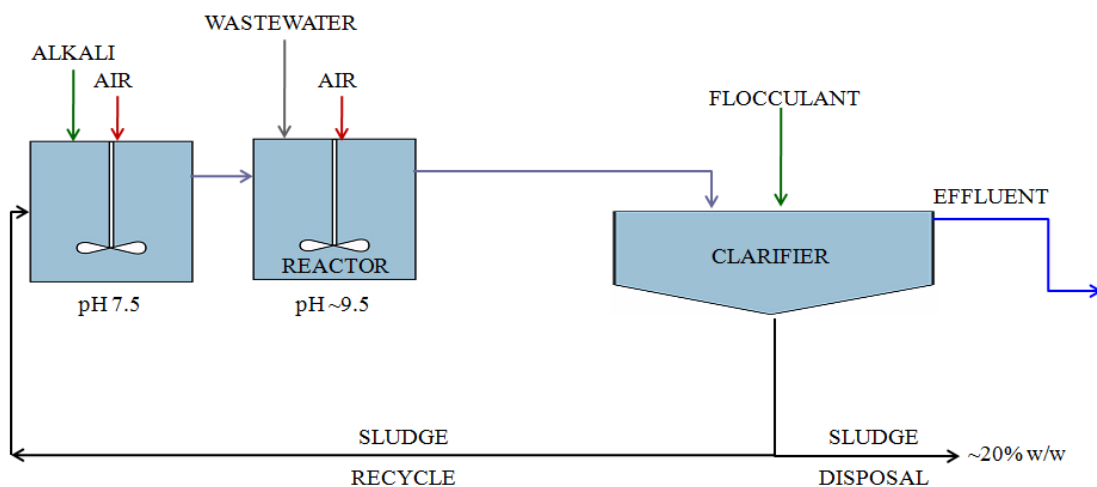 WASTEWATER
ALKALI
AIR
AIR
FLOCCULANT
EFFLUENT
CLARIFIER
REACTOR
pH 7.5
pH ~9.5
SLUDGE
RECYCLE
SLUDGE
DISPOSAL
~20% w/w